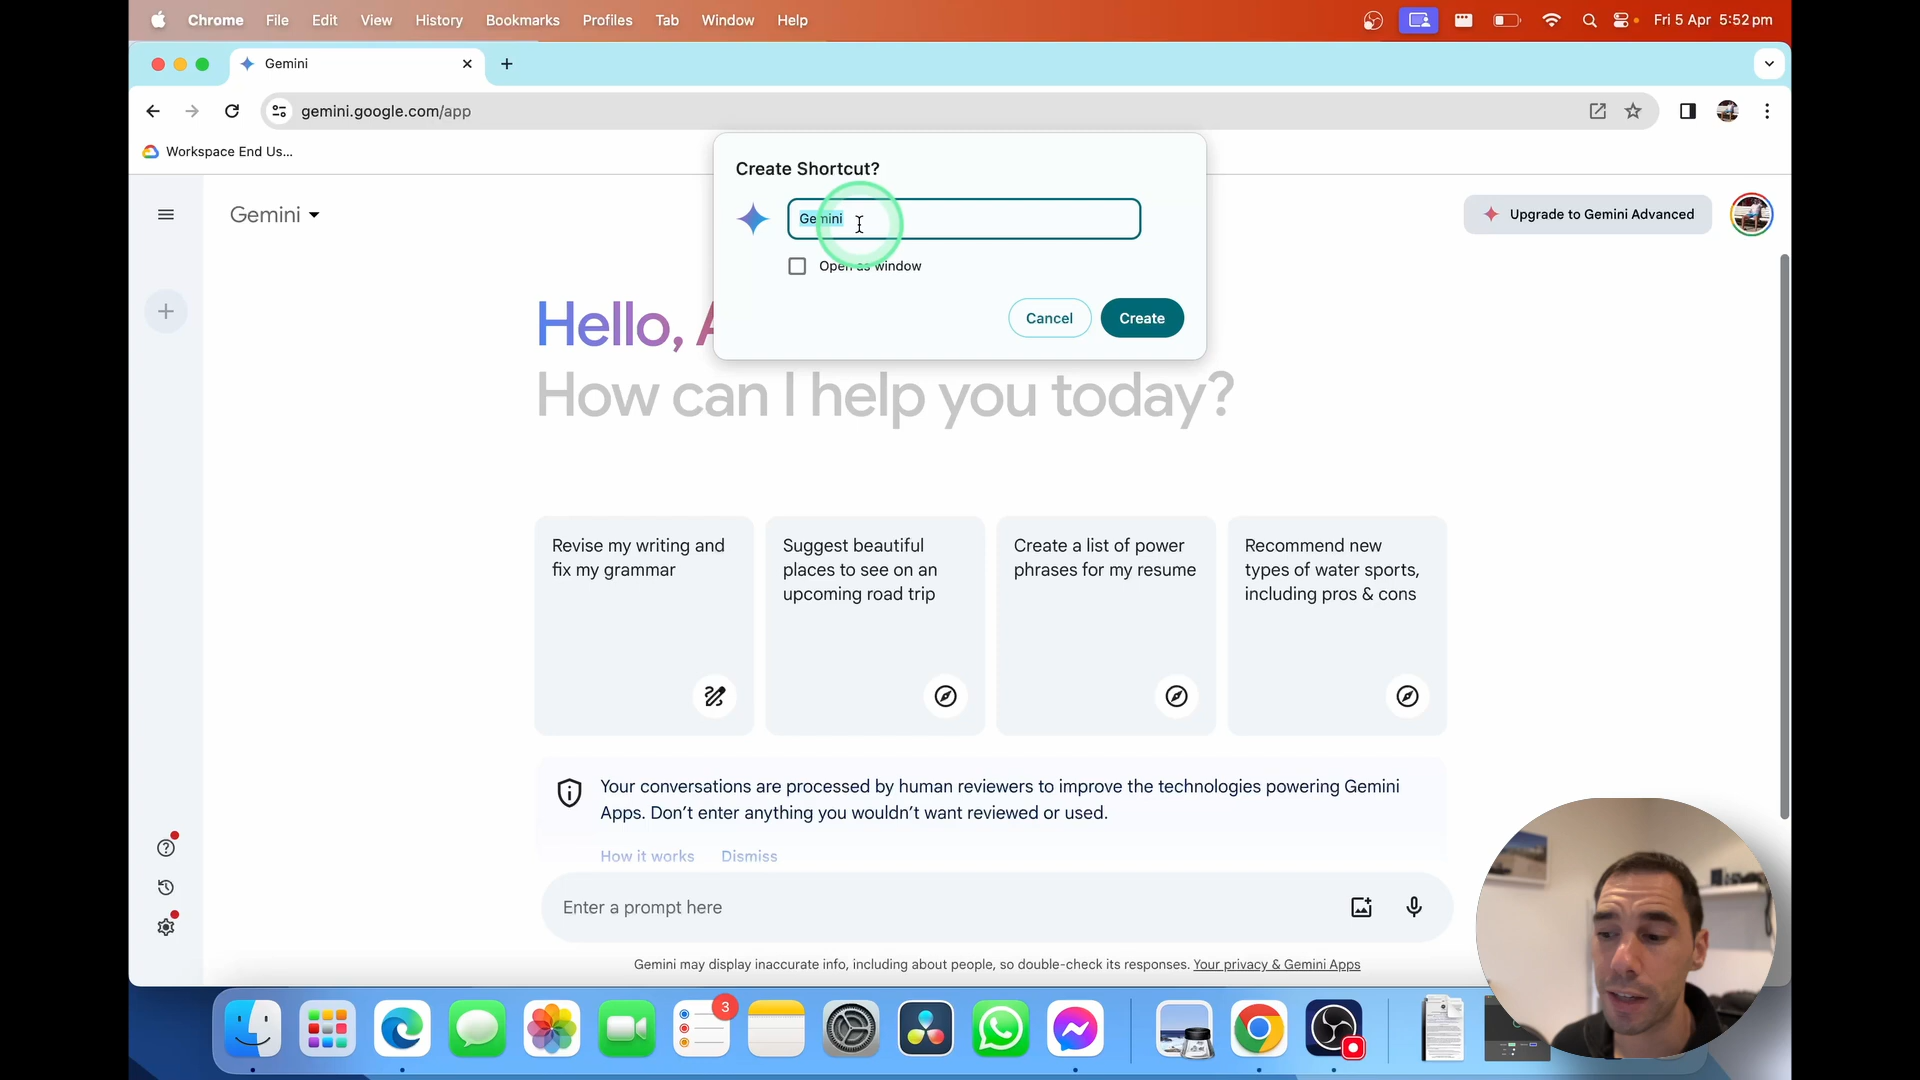 Chrome File Edit View History Bookmarks Profiles Tab Window Help
Fri 5 Apr 5:52 pm
Gemini
gemini.google.com/app
Workspace End Us...
Create Shortcut?
Gemini
Open as window
Cancel Create
Gemini
Upgrade to Gemini Advanced
Hello, A
How can I help you today?
Revise my writing and
fix my grammar
Suggest beautiful
places to see on an
upcoming road trip
Create a list of power
phrases for my resume
Recommend new
types of water sports,
including pros & cons
Your conversations are processed by human reviewers to improve the technologies powering Gemini
Apps. Don't enter anything you wouldn't want reviewed or used.
How it works Dismiss
Enter a prompt here
Gemini may display inaccurate info, including about people, so double-check its responses. Your privacy & Gemini Apps
3